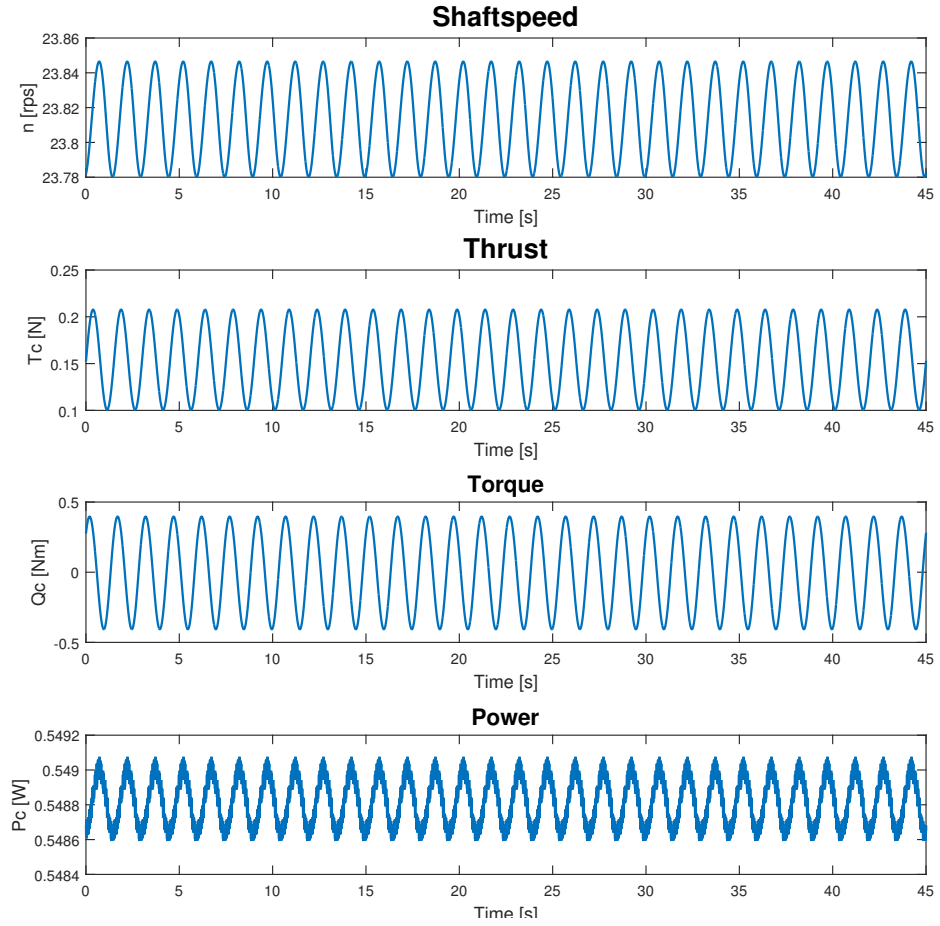 Shaftspeed
23.86
23.84
23.82
23.8
23.78
n [rps]
0 5 10 15 20 25 30 35 40 45
Time [s]
Thrust
0.25
0.2
0.15
0.1
Tc [N]
0 5 10 15 20 25 30 35 40 45
Time [s]
Torque
0.5
0
-0.5
Qc [Nm]
0 5 10 15 20 25 30 35 40 45
Time [s]
Power
0.5492
0.549
0.5488
0.5486
0.5484
Pc [W]
0 5 10 15 20 25 30 35 40 45
Time [s]